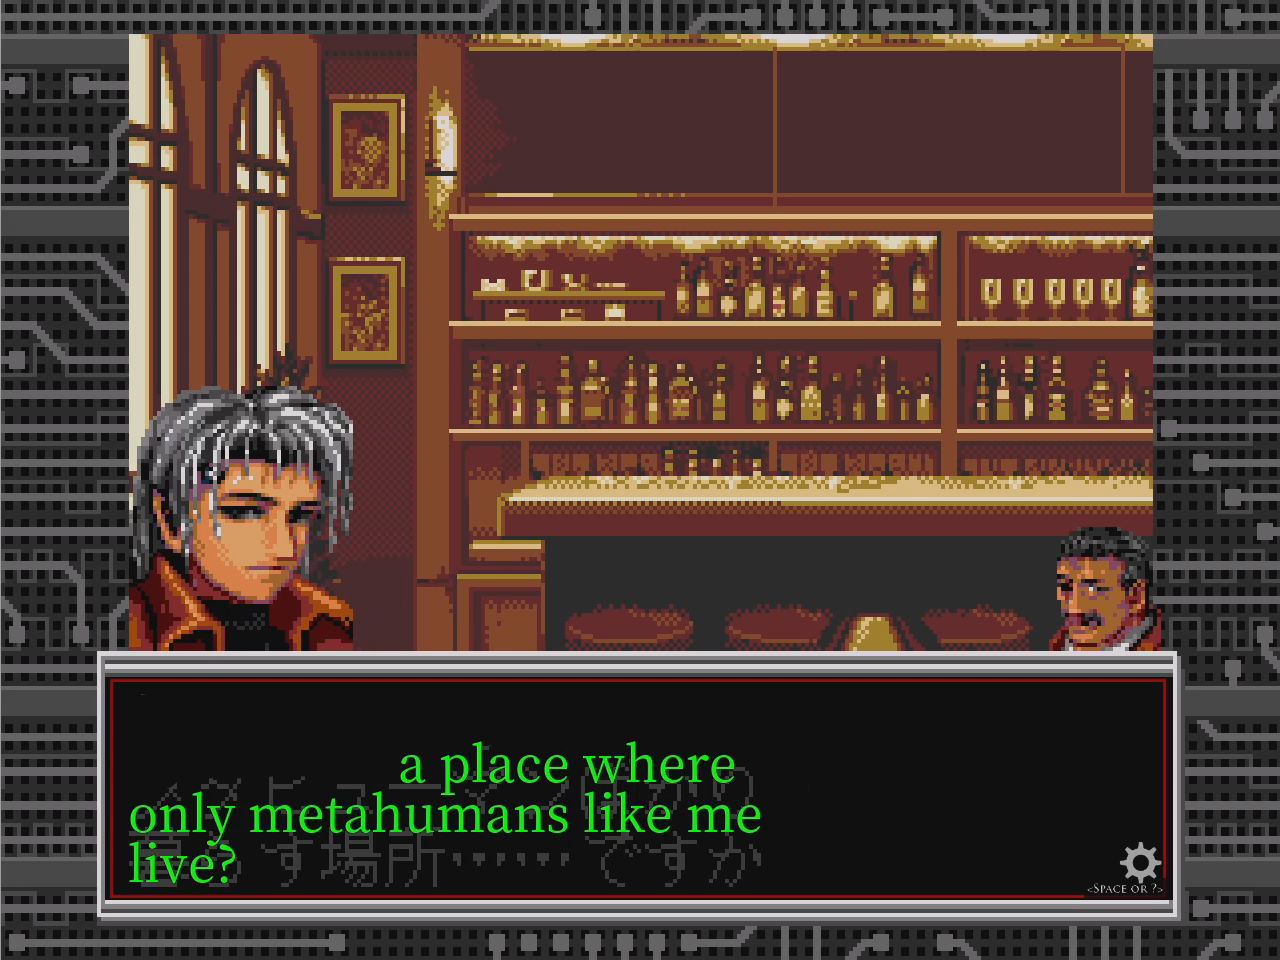 a place where
only metahumans like me
live?
す場所…… ですか
<SPACE OR ?>